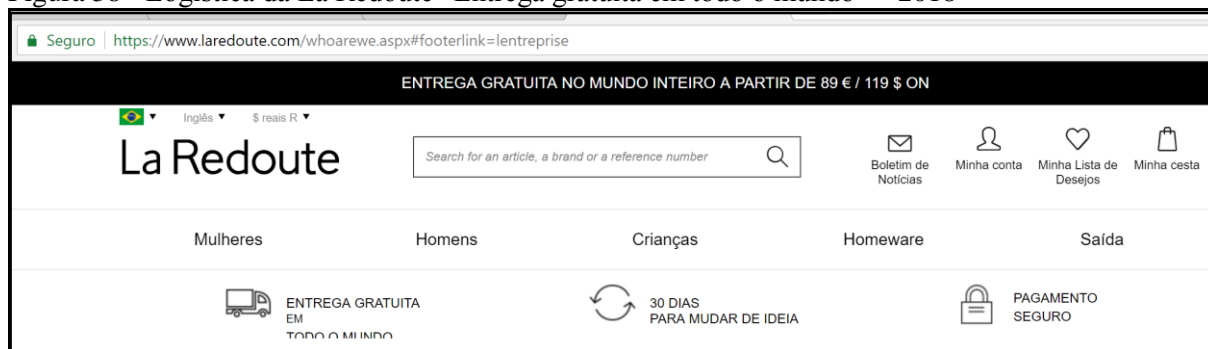 Figura 38 - Logística da La Redoute "Entrega gratuita em todo o mundo" - 2018
Seguro | https://www.laredoute.com/whoarewe.aspx#footerlink=lentreprise
ENTREGA GRATUITA NO MUNDO INTEIRO A PARTIR DE 89 € / 119 $ ON
Inglês $ reais R
La Redoute
Search for an article, a brand or a reference number
Boletim de
Notícias
Minha conta
Minha Lista de
Desejos
Minha cesta
Mulheres Homens Crianças Homeware Saída
ENTREGA GRATUITA
EM
TODO O MUNDO
30 DIAS
PARA MUDAR DE IDEIA
PAGAMENTO
SEGURO